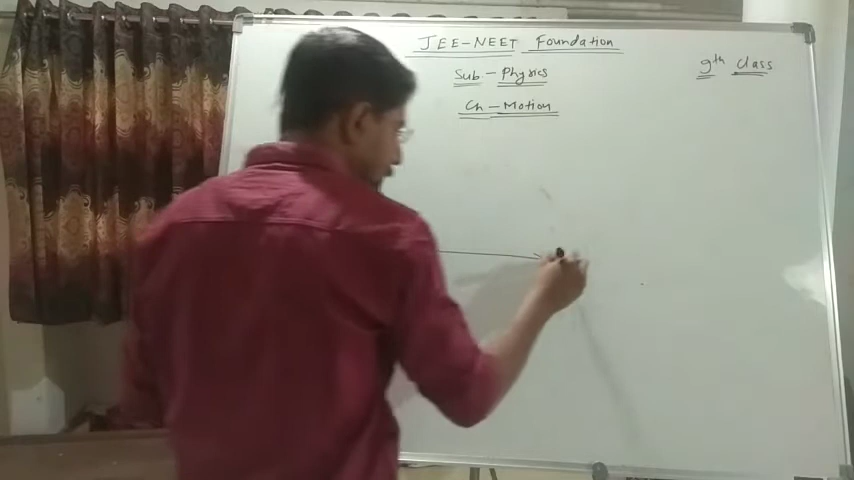 JEE-NEET Foundation
9th Class
Sub - Physics
Ch - Motion